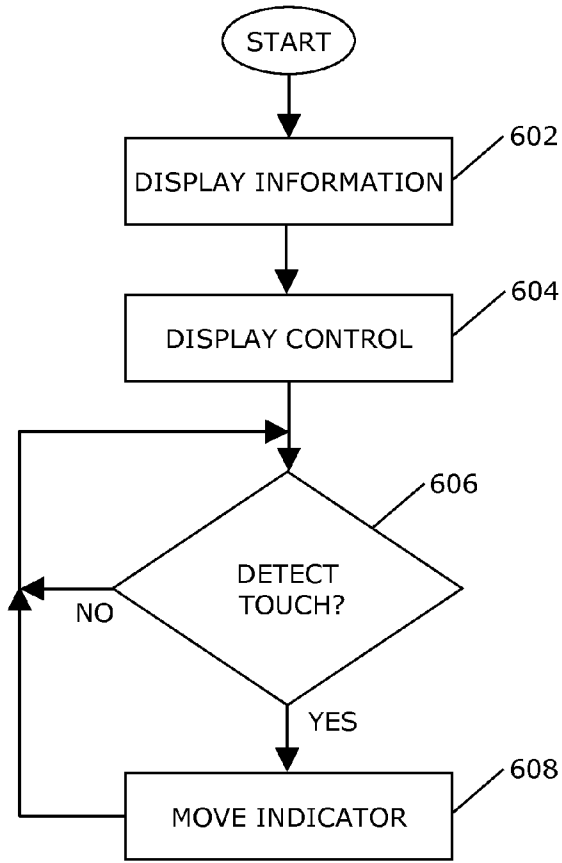 START
602
DISPLAY INFORMATION
604
DISPLAY CONTROL
606
DETECT
TOUCH?
NO
YES
608
MOVE INDICATOR